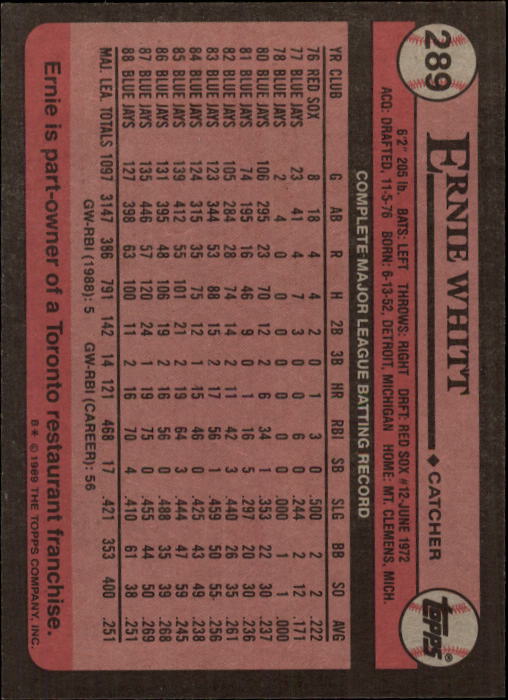 289
ERNIE WHITT
◆ CATCHER
TOPPS®
6'2" 205 lb. BATS: LEFT THROWS: RIGHT DRFT: RED SOX #12-JUNE 1972
ACQ: DRAFTED, 11-5-76 BORN: 6-13-52, DETROIT, MICHIGAN HOME: MT. CLEMENS, MICH.
COMPLETE MAJOR LEAGUE BATTING RECORD
YR CLUB G AB R H 2B 3B HR RBI SB SLG BB SO AVG
76 RED SOX 8 18 4 4 2 0 1 3 0 .500 2 2 .222
77 BLUE JAYS 23 41 4 7 3 0 0 6 0 .244 2 12 .171
78 BLUE JAYS 2 4 0 0 0 0 0 0 0 .000 1 1 .000
80 BLUE JAYS 106 295 23 70 12 2 6 34 1 .353 22 30 .237
81 BLUE JAYS 74 195 16 46 9 0 1 16 5 .297 20 30 .236
82 BLUE JAYS 105 284 28 74 14 2 11 42 3 .440 26 35 .261
83 BLUE JAYS 123 344 53 88 15 2 17 56 1 .459 50 55 .256
84 BLUE JAYS 124 315 35 75 12 1 15 46 0 .425 43 49 .238
85 BLUE JAYS 139 412 55 101 21 2 19 64 3 .444 47 59 .245
86 BLUE JAYS 131 395 48 106 19 2 16 56 0 .488 35 39 .268
87 BLUE JAYS 135 446 57 120 24 1 19 75 0 .455 44 50 .269
88 BLUE JAYS 127 398 63 100 11 2 16 70 4 .410 61 38 .251
MAJ. LEA. TOTALS 1097 3147 386 791 142 14 121 468 17 .421 353 400 .251
GW-RBI (1988): 5 GW-RBI (CAREER): 56
Ernie is part-owner of a Toronto restaurant franchise.
B* © 1989 THE TOPPS COMPANY, INC.